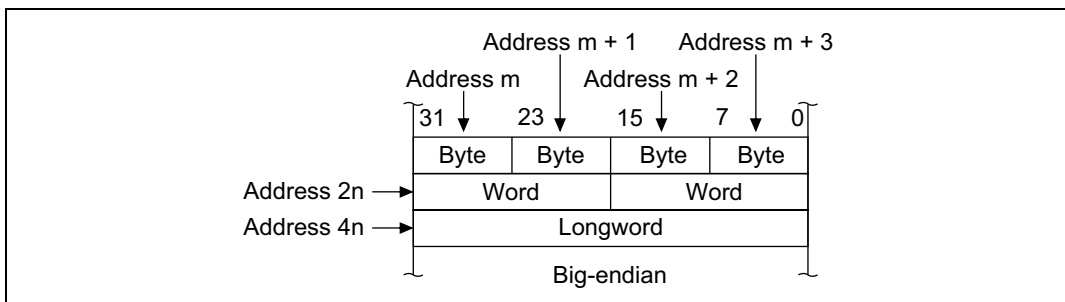 Address m + 1 Address m + 3
Address m Address m + 2
31 23 15 7 0
Byte Byte Byte Byte
Address 2n Word Word
Address 4n Longword
Big-endian